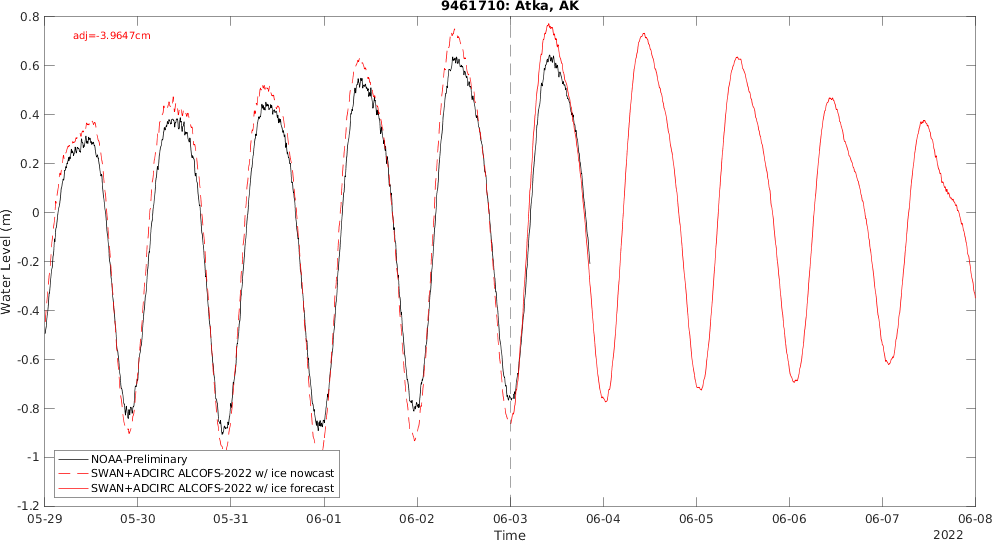 9461710: Atka, AK
adj=-3.9647cm
0.8
0.6
0.4
0.2
0
-0.2
-0.4
-0.6
-0.8
-1
-1.2
Water Level (m)
NOAA-Preliminary
SWAN+ADCIRC ALCOFS-2022 w/ ice nowcast
SWAN+ADCIRC ALCOFS-2022 w/ ice forecast
05-29 05-30 05-31 06-01 06-02 06-03 06-04 06-05 06-06 06-07 06-08
Time
2022